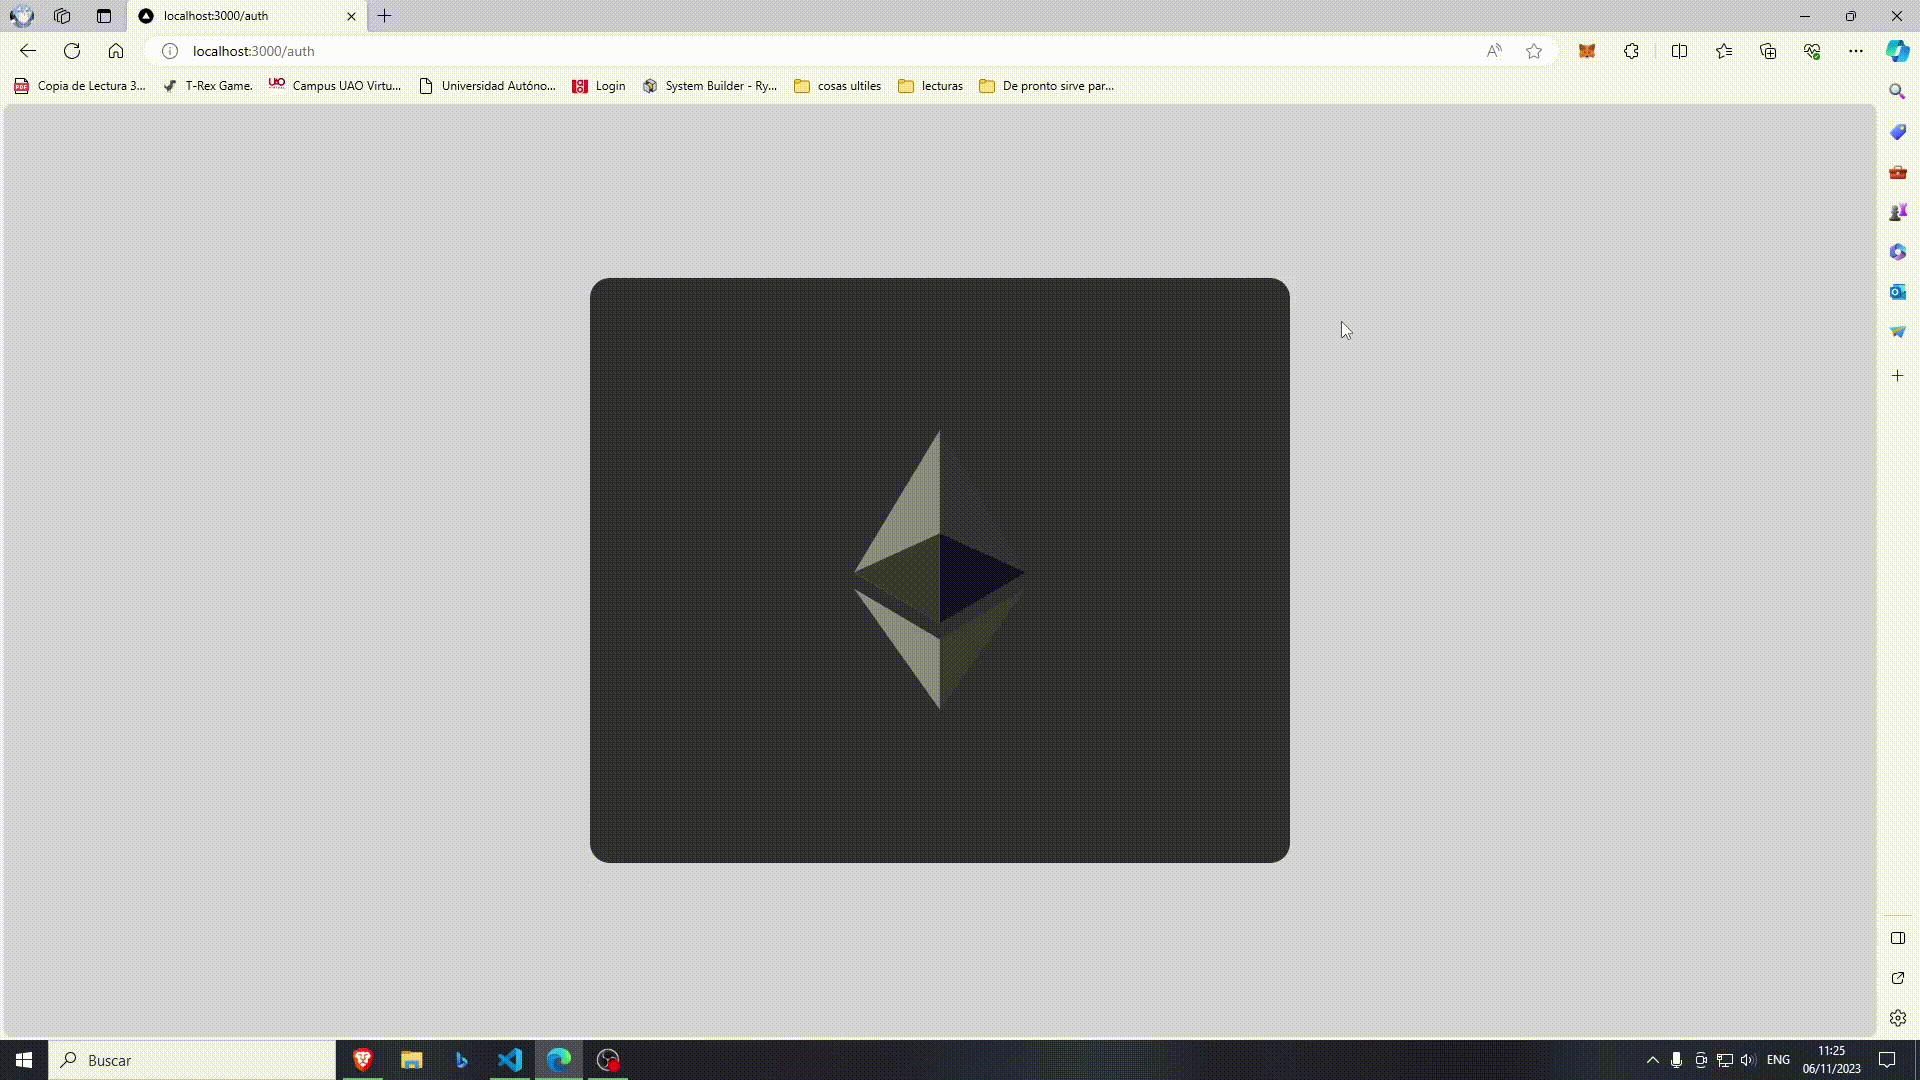 localhost:3000/auth
localhost:3000/auth
Copia de Lectura 3...
T-Rex Game.
UAO
Campus UAO Virtu...
Universidad Autóno...
Login
System Builder - Ry...
cosas ultiles
lecturas
De pronto sirve par...
Buscar
ENG
11:25
06/11/2023